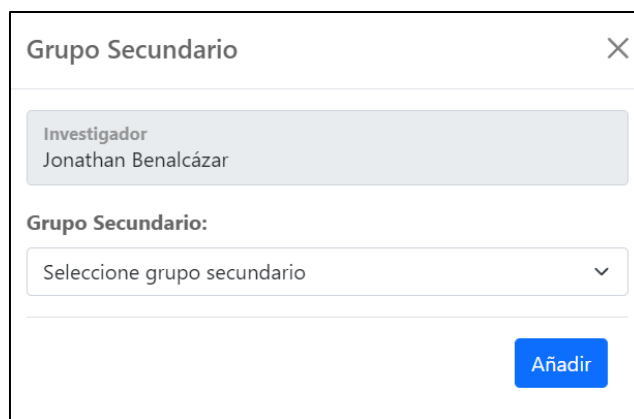 Grupo Secundario
Investigador
Jonathan Benalcázar
Grupo Secundario:
Seleccione grupo secundario
Añadir